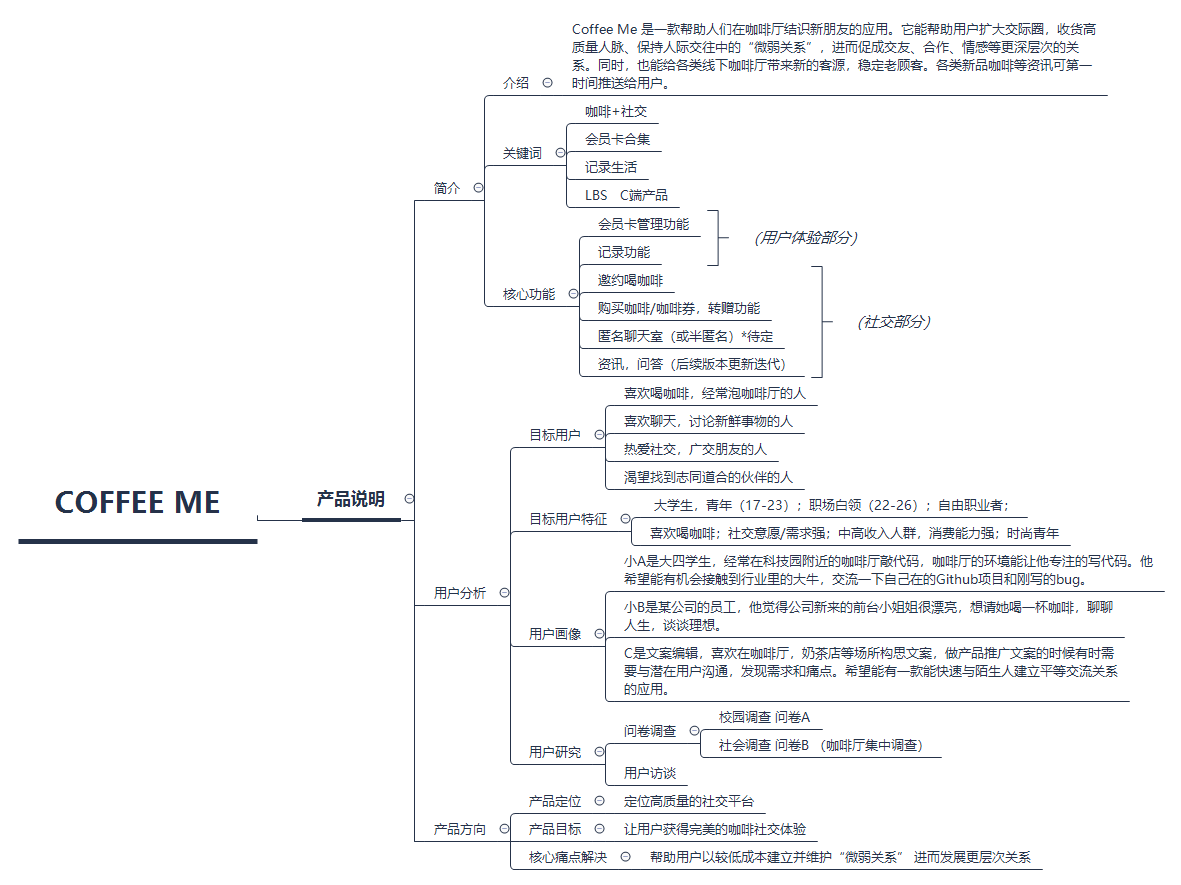 COFFEE ME
产品说明
简介
介绍
Coffee Me 是一款帮助人们在咖啡厅结识新朋友的应用。它能帮助用户扩大交际圈，收货高
质量人脉、保持人际交往中的“微弱关系”，进而促成交友、合作、情感等更深层次的关
系。同时，也能给各类线下咖啡厅带来新的客源，稳定老顾客。各类新品咖啡等资讯可第一
时间推送给用户。
关键词
咖啡+社交
会员卡合集
记录生活
LBS C端产品
核心功能
会员卡管理功能
记录功能
（用户体验部分）
邀约喝咖啡
购买咖啡/咖啡券，转赠功能
匿名聊天室（或半匿名）*待定
资讯，问答（后续版本更新迭代）
（社交部分）
用户分析
目标用户
喜欢喝咖啡，经常泡咖啡厅的人
喜欢聊天，讨论新鲜事物的人
热爱社交，广交朋友的人
渴望找到志同道合的伙伴的人
目标用户特征
大学生，青年（17-23）；职场白领（22-26）；自由职业者；
喜欢喝咖啡；社交意愿/需求强；中高收入人群，消费能力强；时尚青年
用户画像
小A是大四学生，经常在科技园附近的咖啡厅敲代码，咖啡厅的环境能让他专注的写代码。他
希望能有机会接触到行业里的大牛，交流一下自己在的Github项目和刚写的bug。
小B是某公司的员工，他觉得公司新来的前台小姐姐很漂亮，想请她喝一杯咖啡，聊聊
人生，谈谈理想。
C是文案编辑，喜欢在咖啡厅，奶茶店等场所构思文案，做产品推广文案的时候有时需
要与潜在用户沟通，发现需求和痛点。希望能有一款能快速与陌生人建立平等交流关系
的应用。
用户研究
问卷调查
校园调查 问卷A
社会调查 问卷B （咖啡厅集中调查）
用户访谈
产品方向
产品定位
定位高质量的社交平台
产品目标
让用户获得完美的咖啡社交体验
核心痛点解决
帮助用户以较低成本建立并维护“微弱关系” 进而发展更层次关系